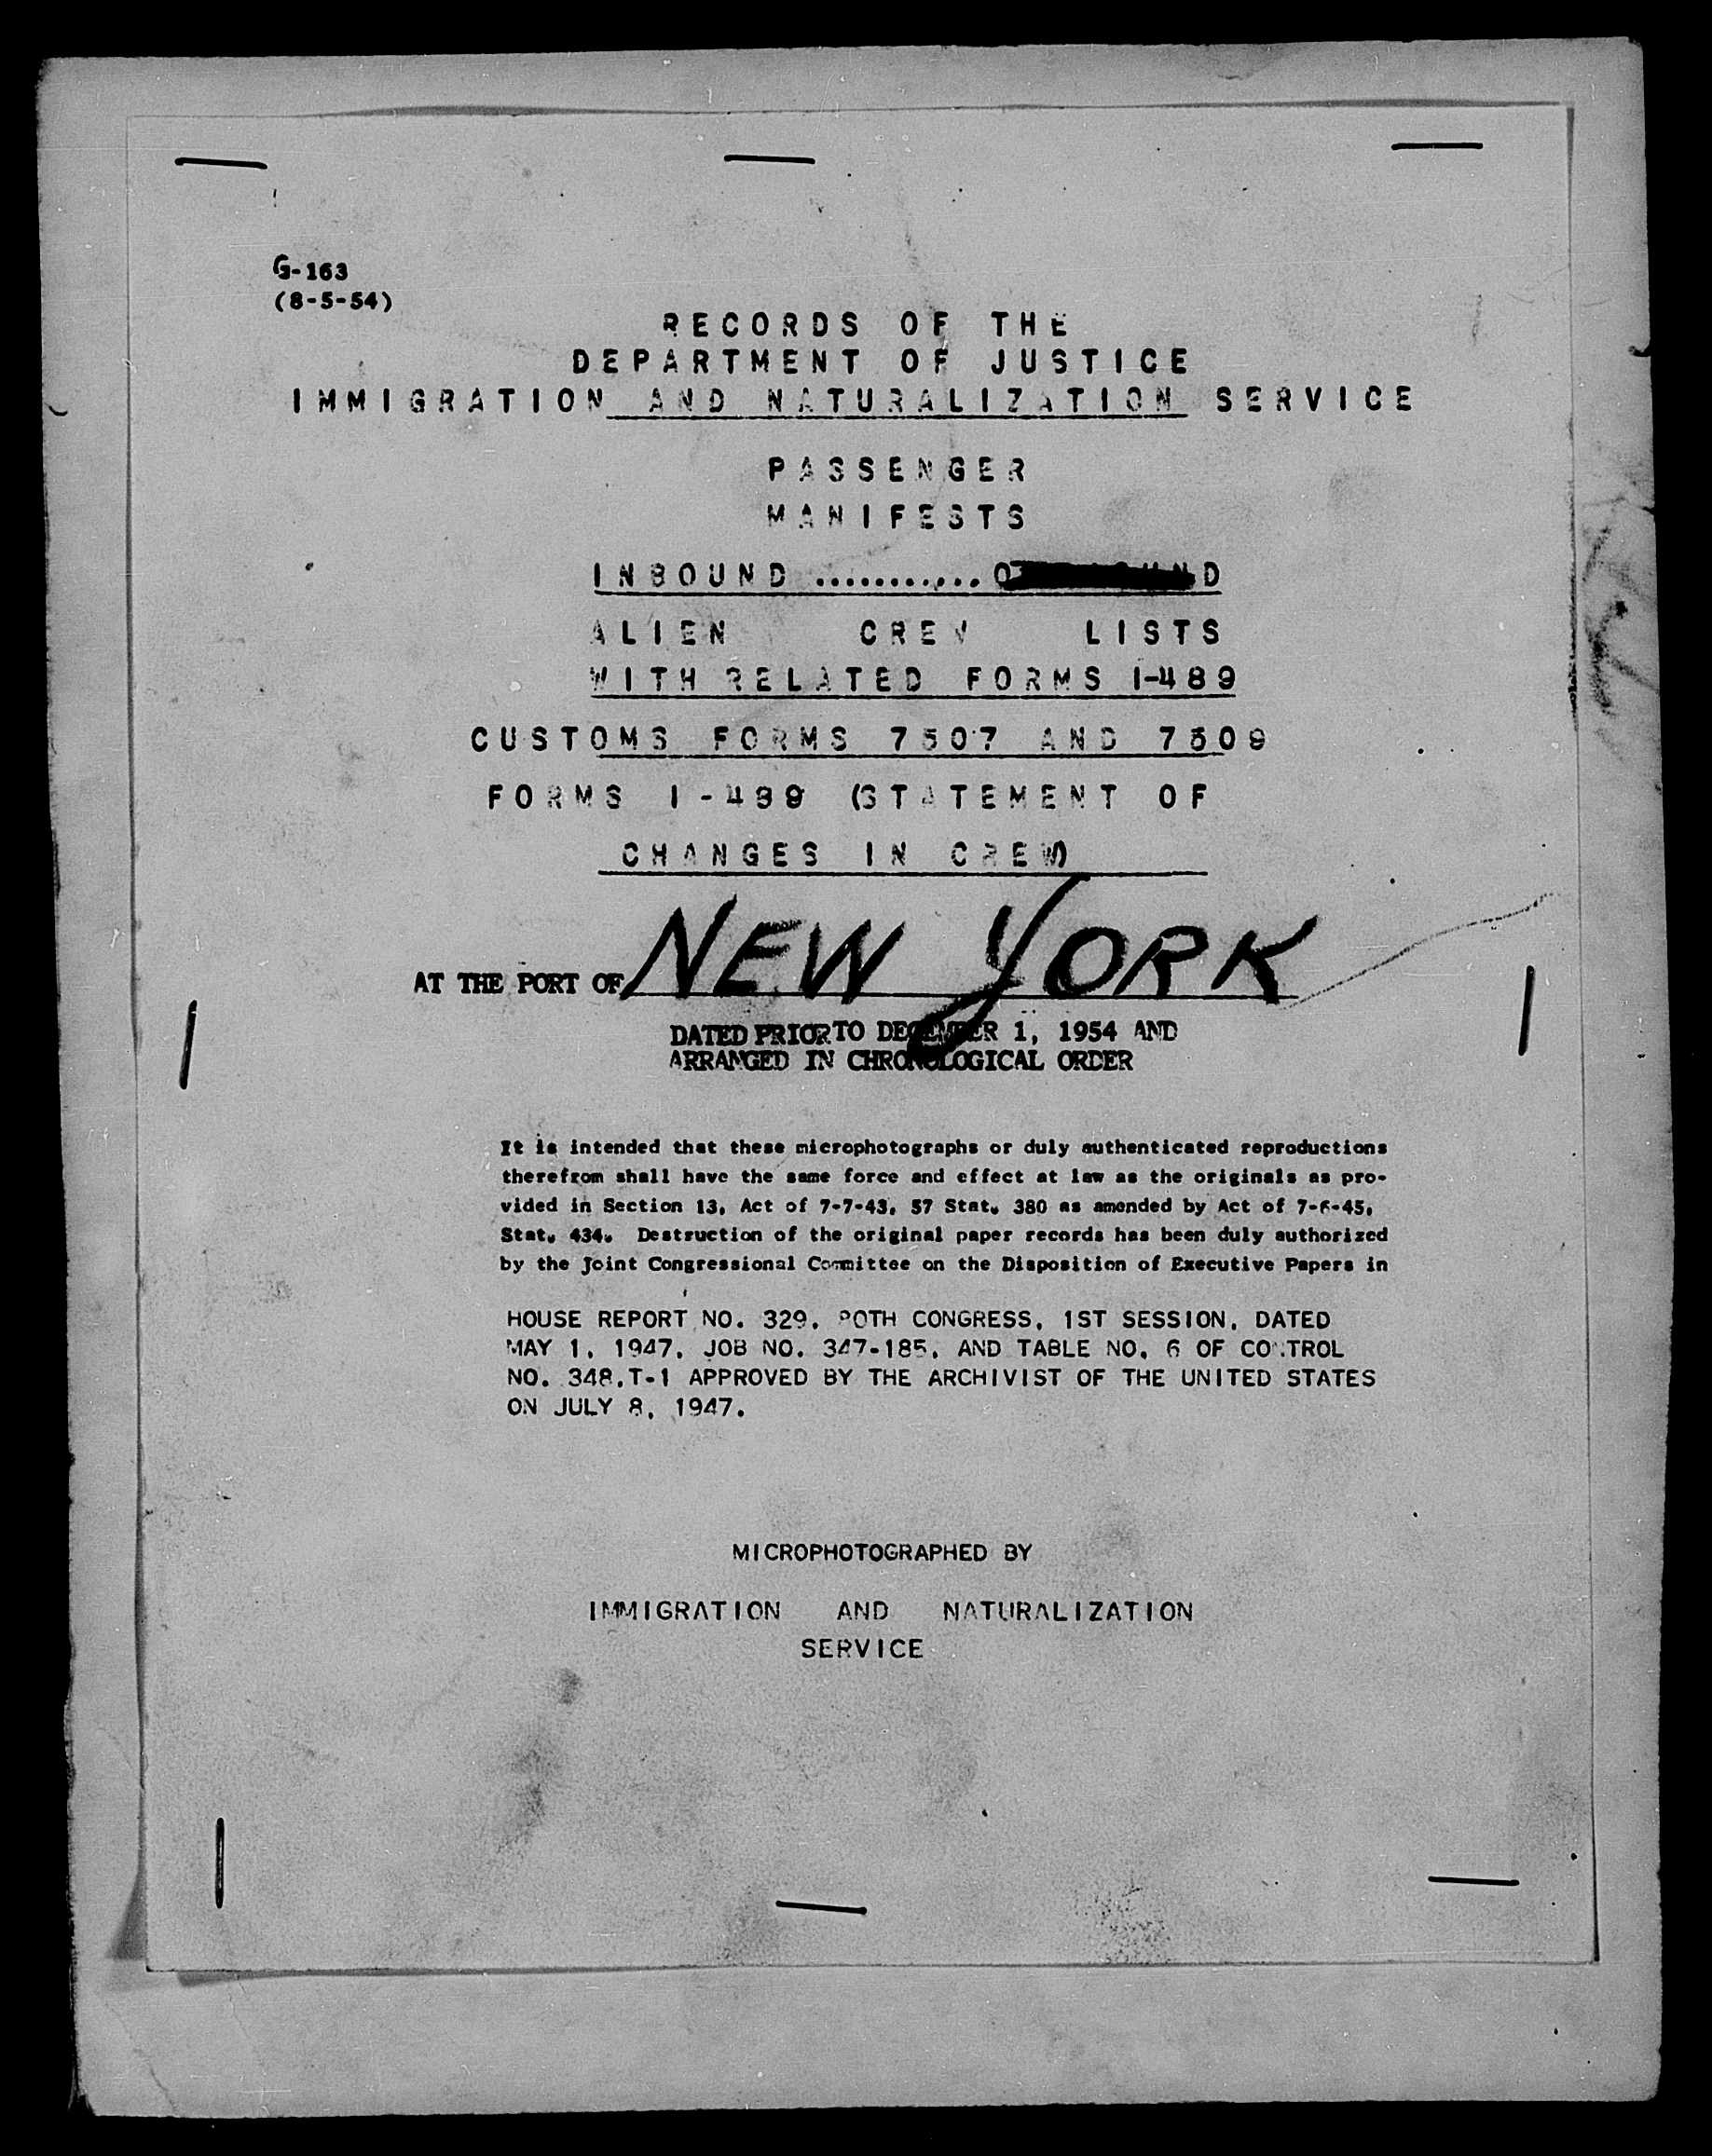 G-163
(8-5-54)
RECORDS OF THE
DEPARTMENT OF JUSTICE
IMMIGRATION AND NATURALIZATION SERVICE
PASSENGER
MANIFESTS
INBOUND ...........
ALIEN CREW LISTS
WITH RELATED FORMS I-489
CUSTOMS FORMS 7507 AND 7509
FORMS I-489 (STATEMENT OF
CHANGES IN CREW)
AT THE PORT OF NEW YORK
DATED PRIOR TO DECEMBER 1, 1954 AND
ARRANGED IN CHRONOLOGICAL ORDER
It is intended that these microphotographs or duly authenticated reproductions
therefrom shall have the same force and effect at law as the originals as pro-
vided in Section 13, Act of 7-7-43, 57 Stat. 380 as amended by Act of 7-6-45,
Stat. 434. Destruction of the original paper records has been duly authorized
by the Joint Congressional Committee on the Disposition of Executive Papers in
HOUSE REPORT NO. 329, 80TH CONGRESS, 1ST SESSION, DATED
MAY 1, 1947, JOB NO. 347-185, AND TABLE NO. 6 OF CONTROL
NO. 348.T-1 APPROVED BY THE ARCHIVIST OF THE UNITED STATES
ON JULY 8, 1947.
MICROPHOTOGRAPHED BY
IMMIGRATION AND NATURALIZATION
SERVICE